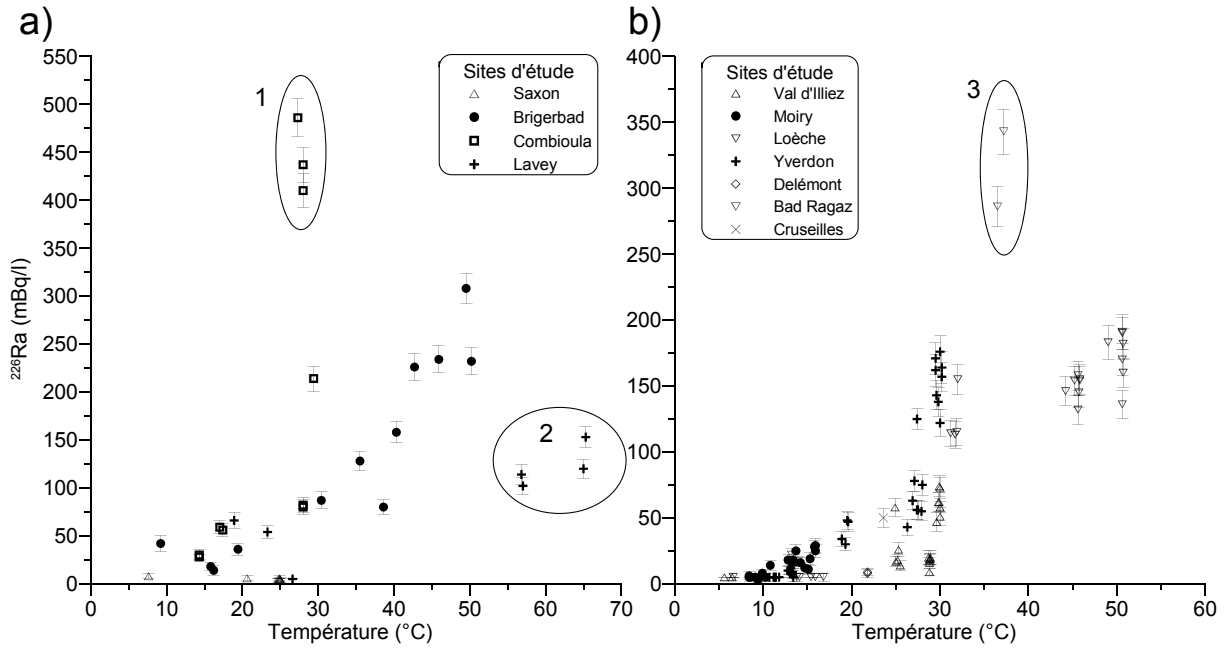 a)
550
500
450
400
350
300
250
200
150
100
50
0
²²⁶Ra (mBq/l)
0 10 20 30 40 50 60 70
Température (°C)
1
2
Sites d'étude
Saxon
Brigerbad
Combioula
Lavey
b)
400
350
300
250
200
150
100
50
0
0 10 20 30 40 50 60
Température (°C)
3
Sites d'étude
Val d'Illiez
Moiry
Loèche
Yverdon
Delémont
Bad Ragaz
Cruseilles